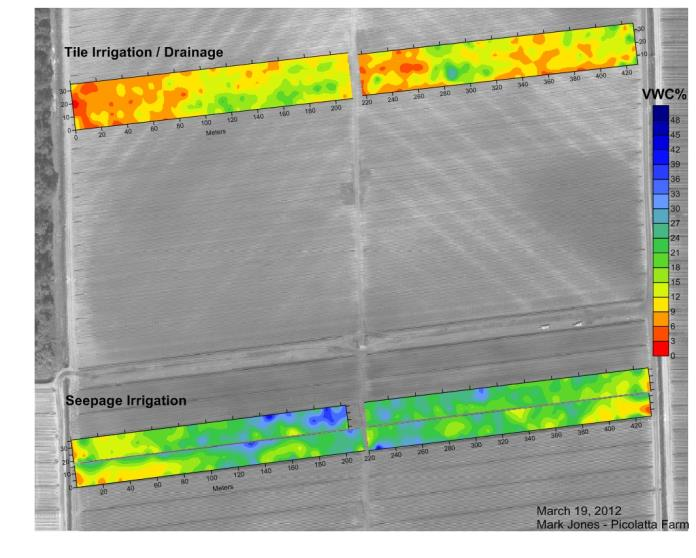 Tile Irrigation / Drainage
30
20
10
0
0 20 40 60 80 100 120 140 160 180 200
Meters
220 240 260 280 300 320 340 360 380 400 420
30
20
10
VWC%
48
45
42
39
36
33
30
27
24
21
18
15
12
9
6
3
0
Seepage Irrigation
30
20
10
0
20 40 60 80 100 120 140 160 180 200
Meters
220 240 260 280 300 320 340 360 380 400 420
March 19, 2012
Mark Jones - Picolatta Farm